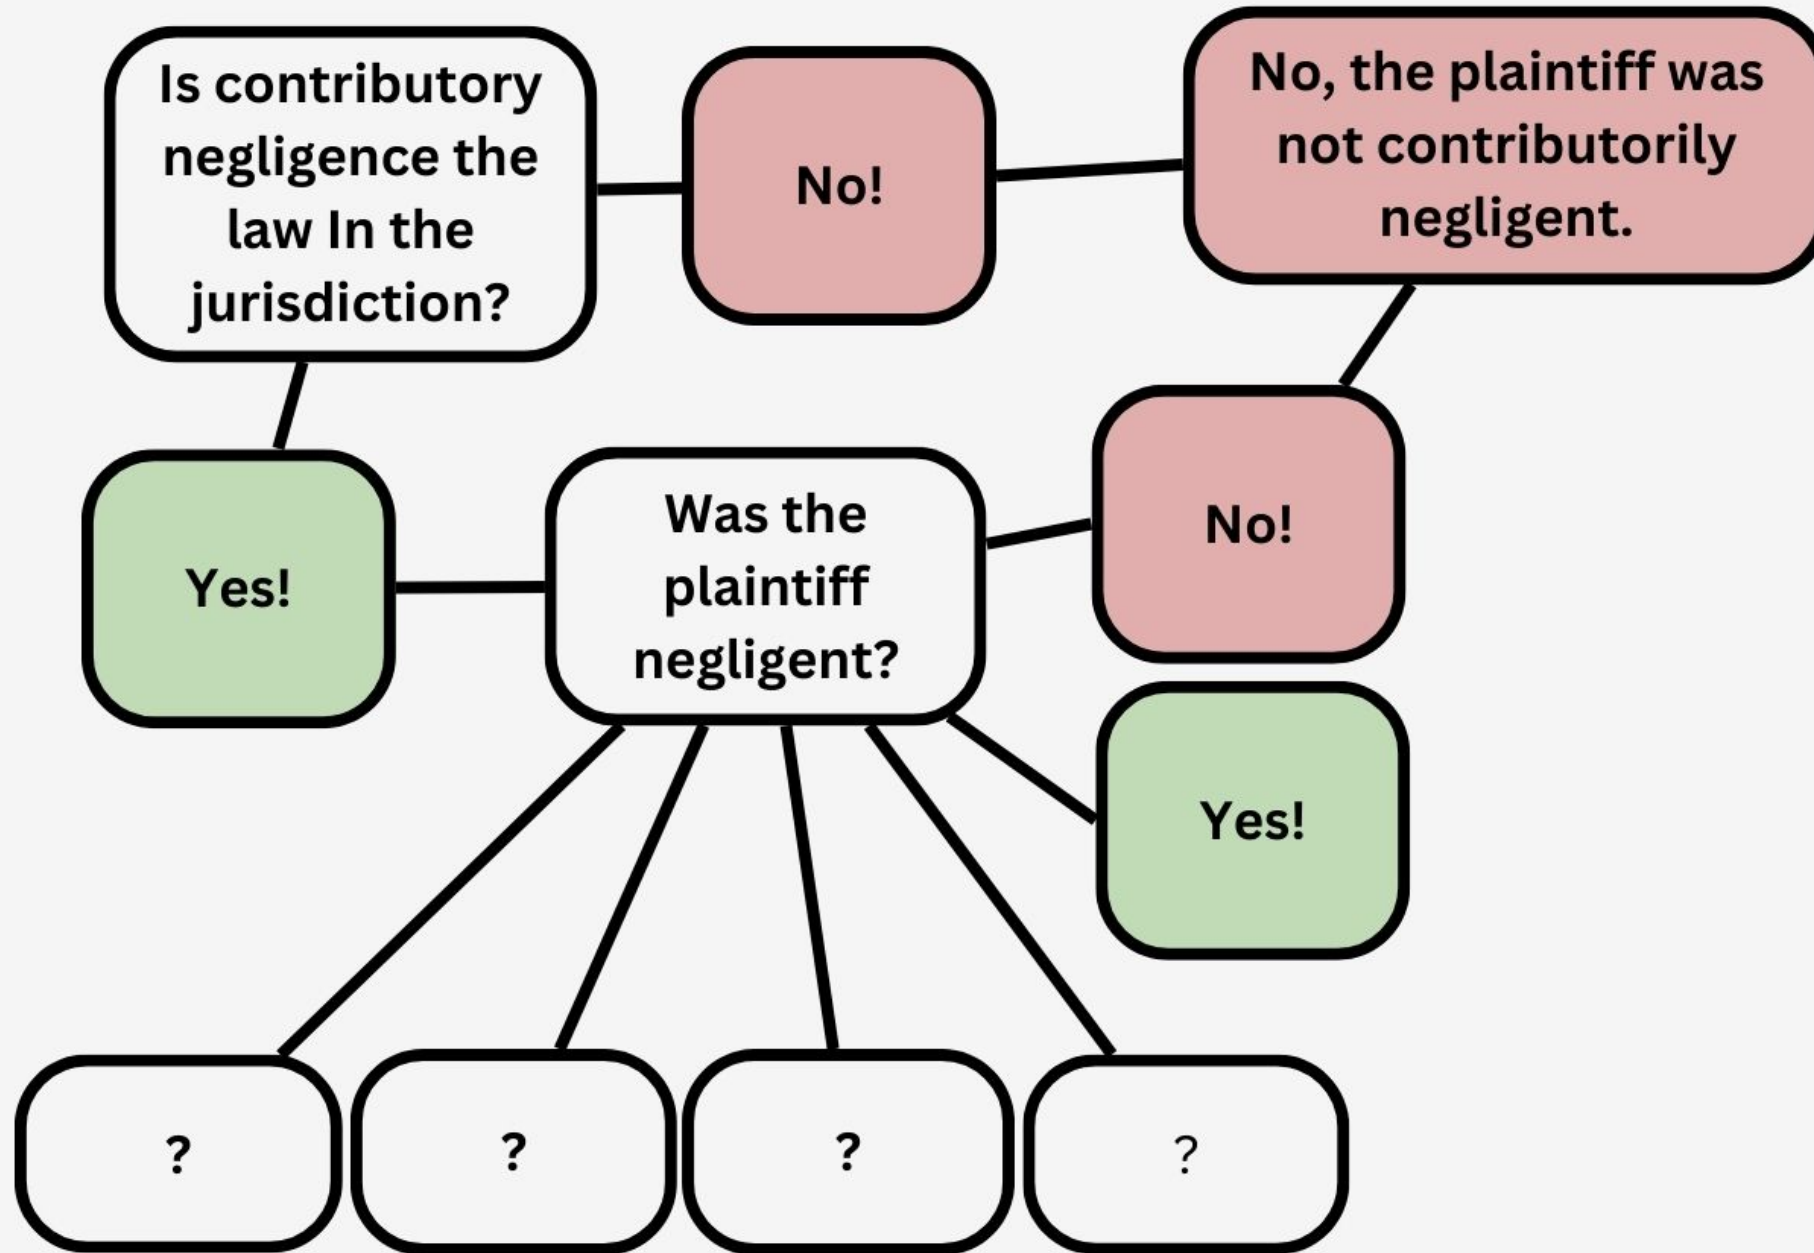 Is contributory
negligence the
law In the
jurisdiction?
No!
No, the plaintiff was
not contributorily
negligent.
Yes!
Was the
plaintiff
negligent?
No!
Yes!
?
?
?
?